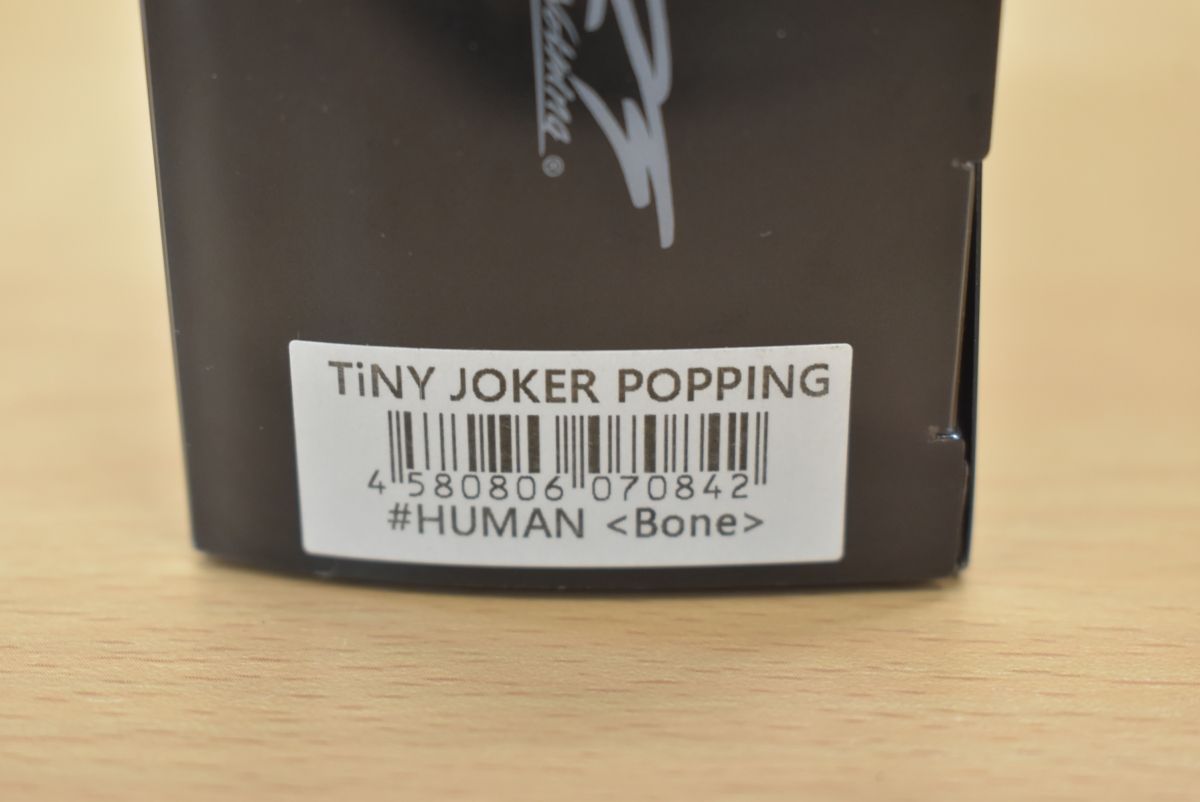 TiNY JOKER POPPING
4 580806 070842
#HUMAN <Bone>